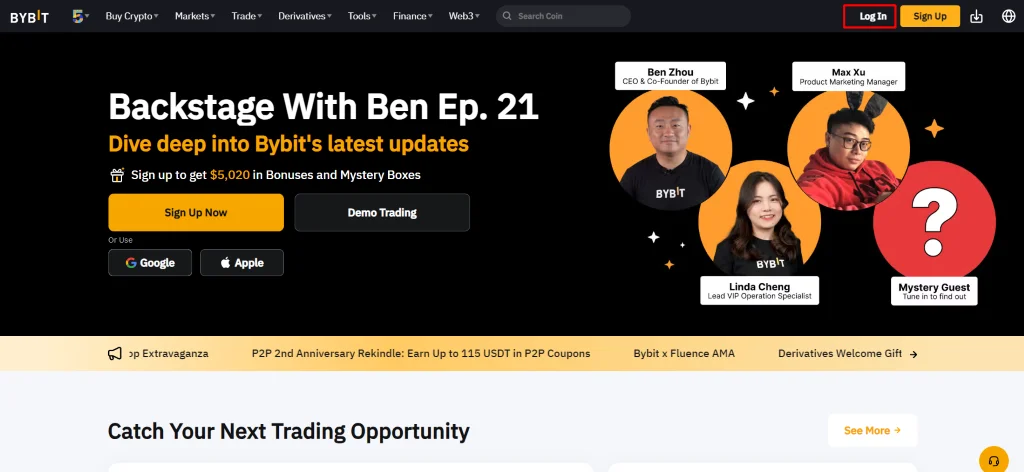 BYBIT
5
Buy Crypto
Markets
Trade
Derivatives
Tools
Finance
Web3
Search Coin
Log In
Sign Up
Backstage With Ben Ep. 21
Dive deep into Bybit's latest updates
Sign up to get $5,020 in Bonuses and Mystery Boxes
Sign Up Now
Demo Trading
Or Use
Google
Apple
Ben Zhou
CEO & Co-Founder of Bybit
Max Xu
Product Marketing Manager
BYBIT
BYBIT
?
Linda Cheng
Lead VIP Operation Specialist
Mystery Guest
Tune in to find out
op Extravaganza
P2P 2nd Anniversary Rekindle: Earn Up to 115 USDT in P2P Coupons
Bybit x Fluence AMA
Derivatives Welcome Gift
Catch Your Next Trading Opportunity
See More